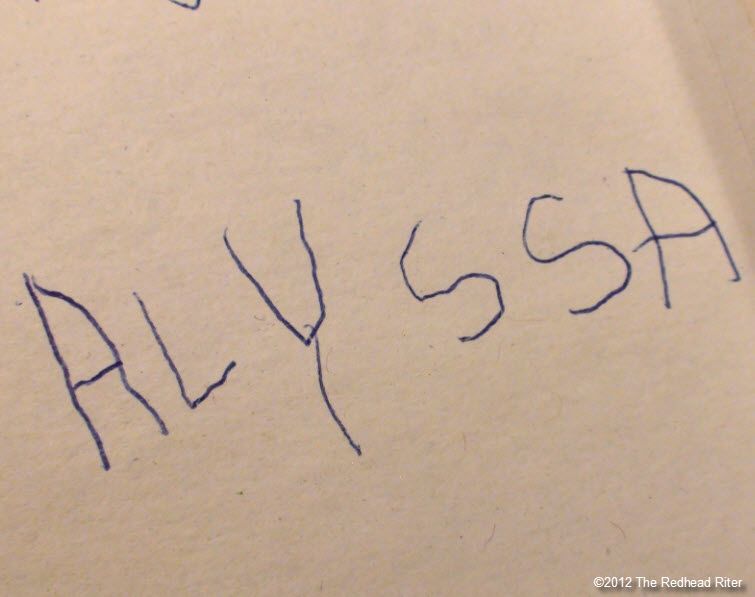 ALYSSA
©2012 The Redhead Riter